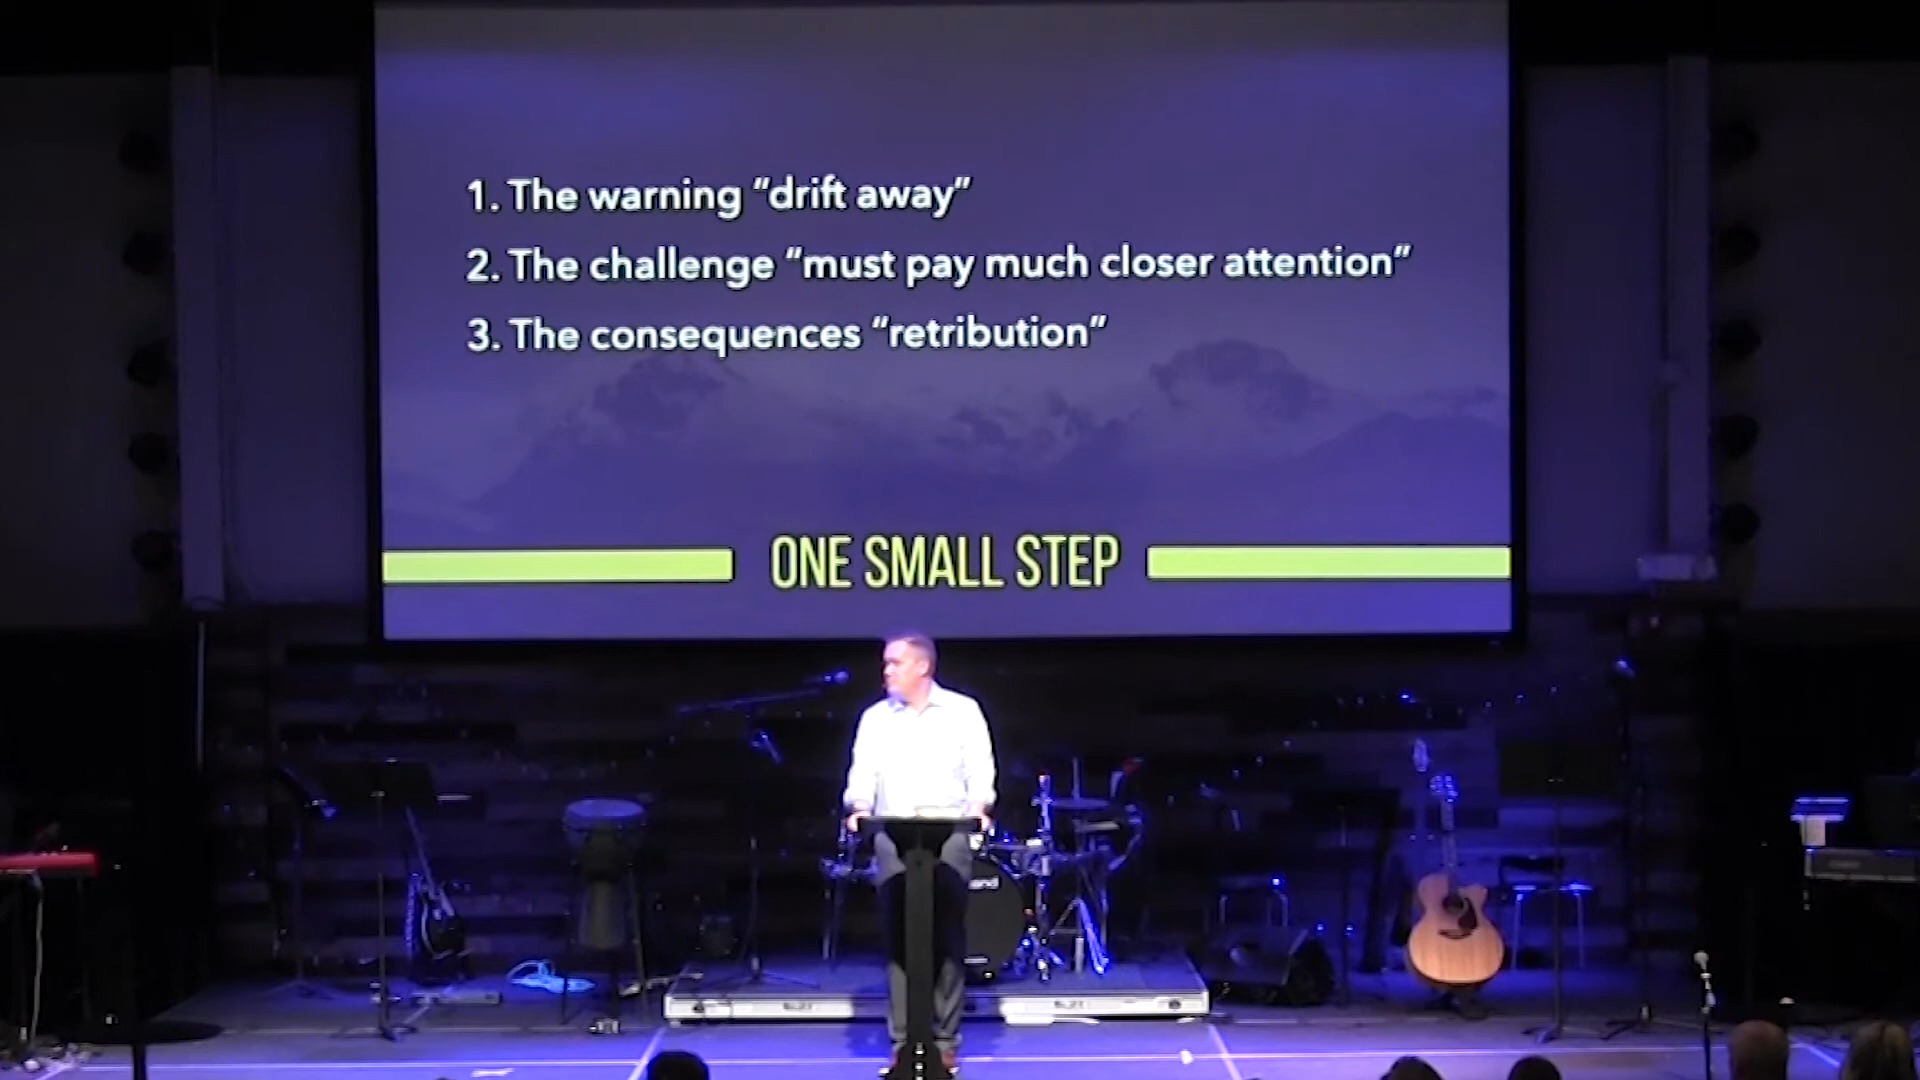 1. The warning “drift away”
2. The challenge “must pay much closer attention”
3. The consequences “retribution”
ONE SMALL STEP